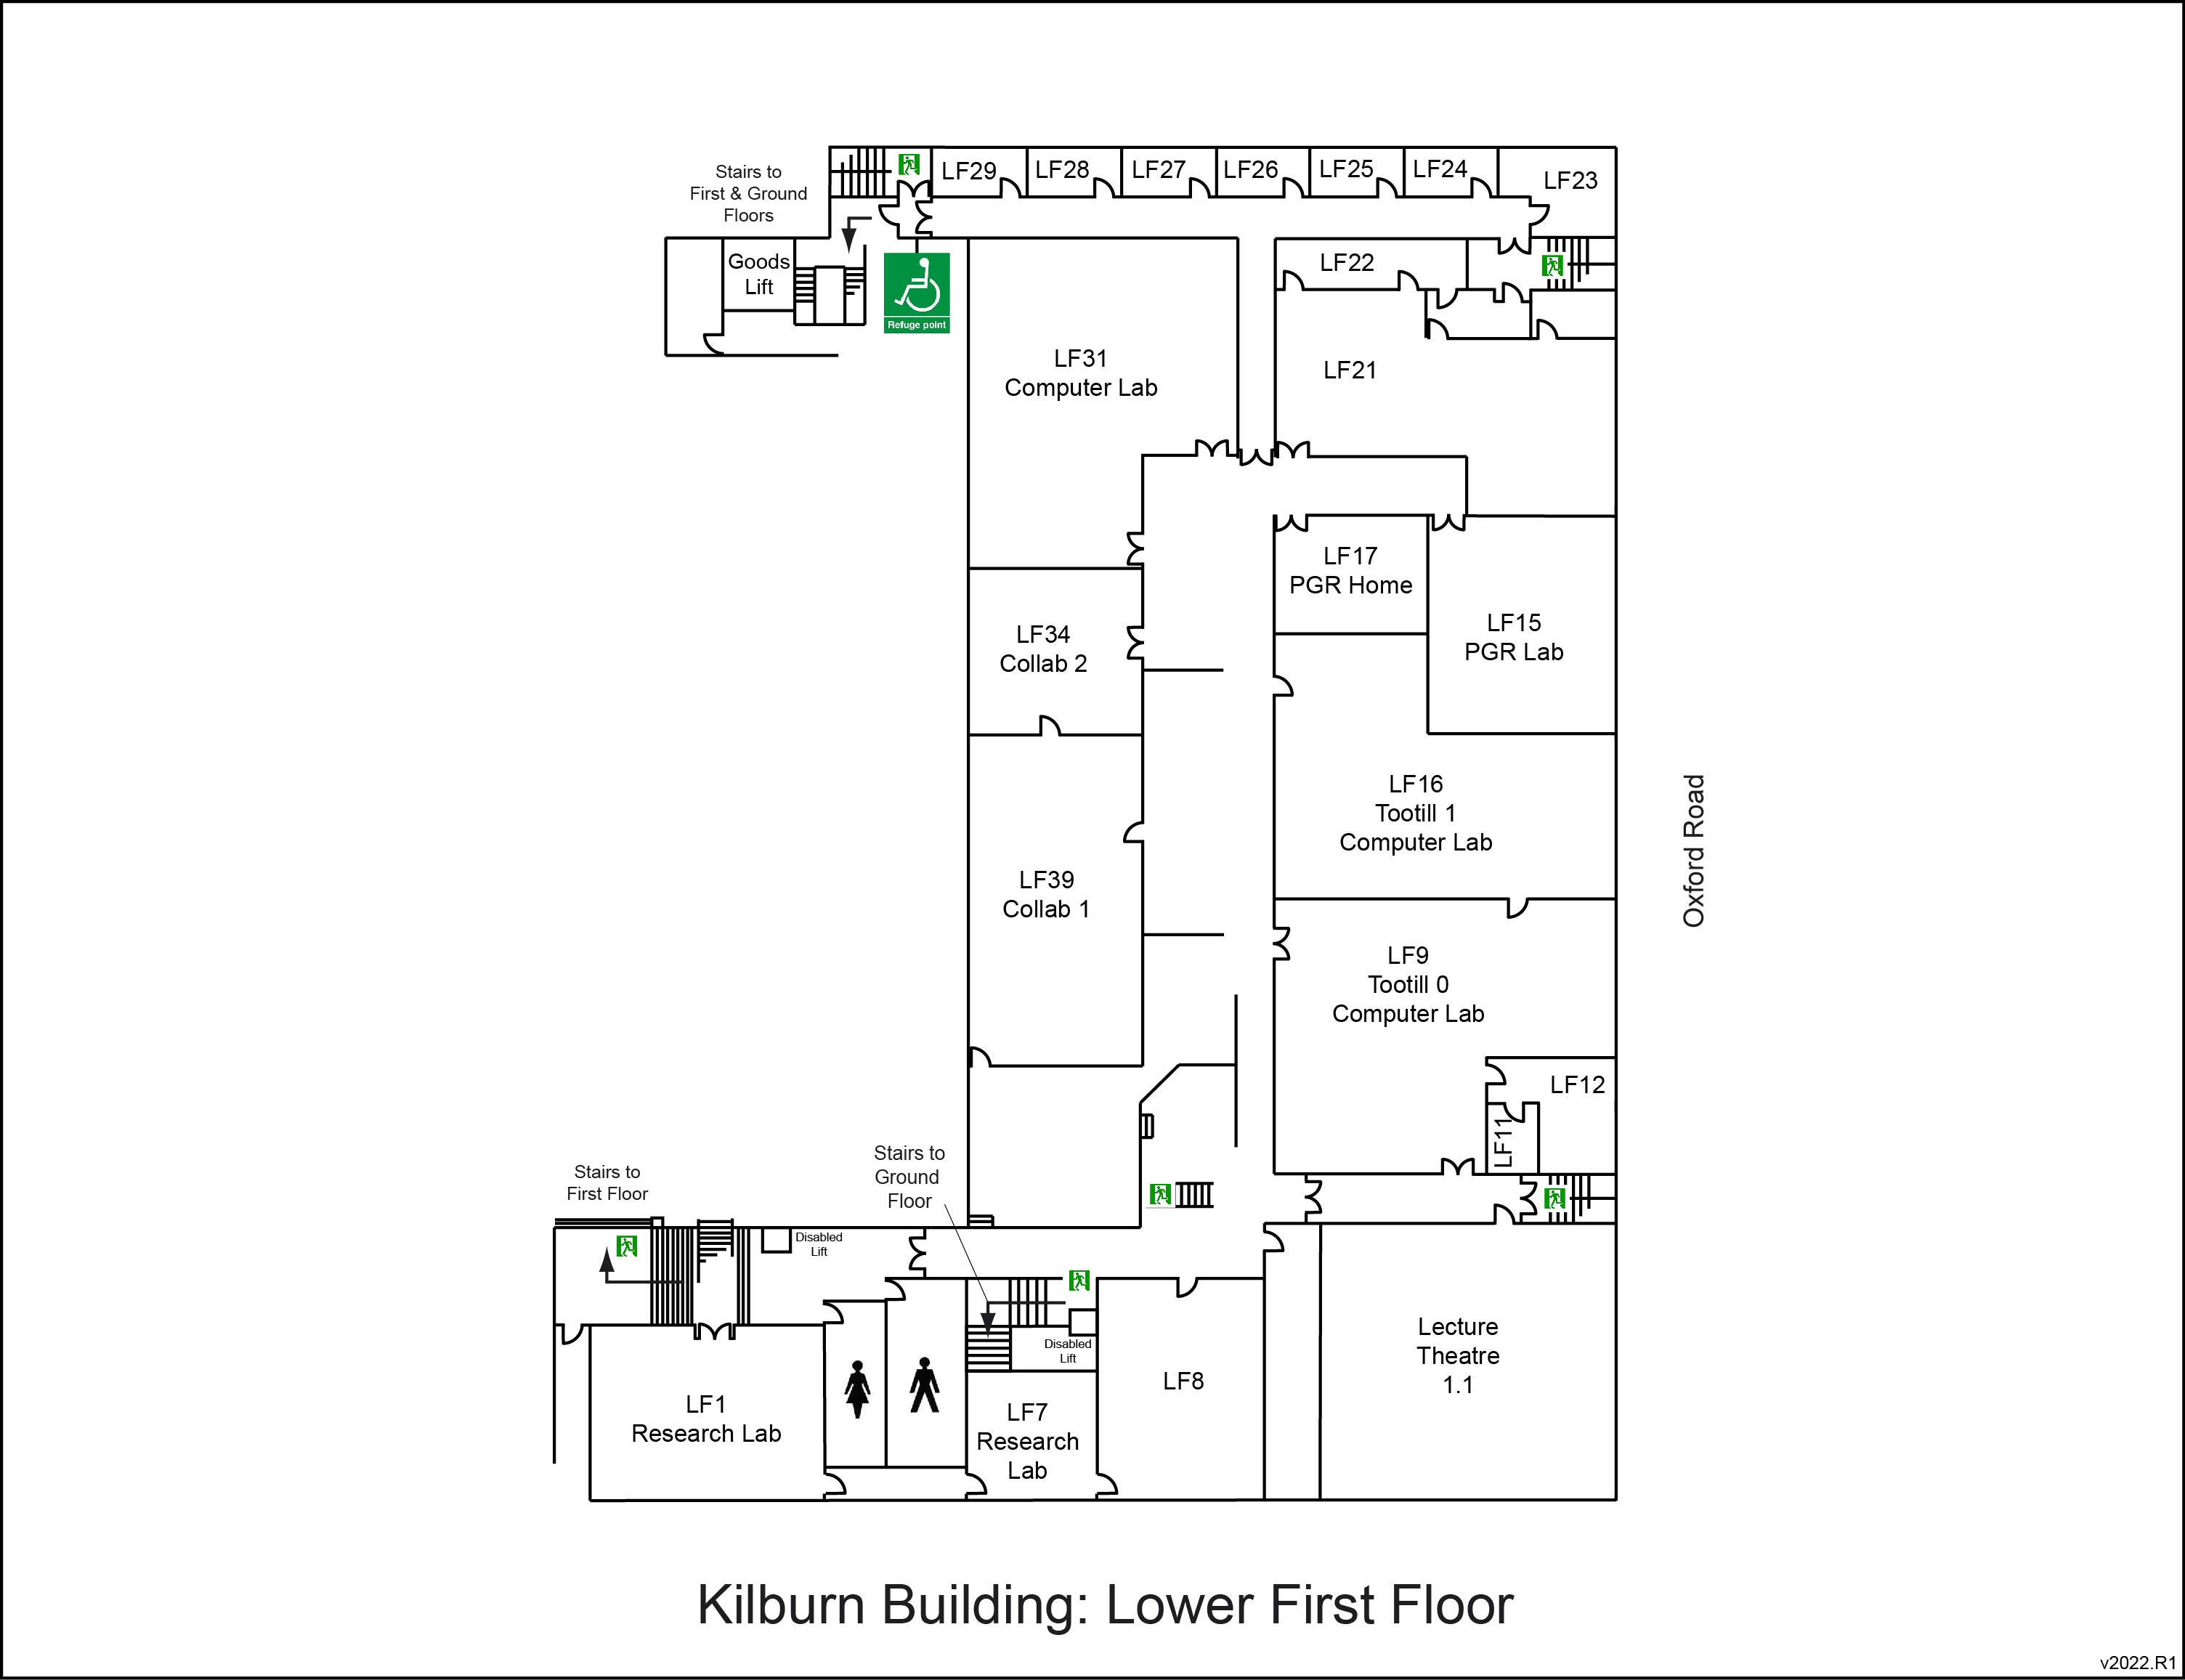 Stairs to
First & Ground
Floors
LF29
LF28
LF27
LF26
LF25
LF24
LF23
Goods
Lift
Refuge point
LF22
LF31
Computer Lab
LF21
LF17
PGR Home
LF15
PGR Lab
LF34
Collab 2
LF16
Tootill 1
Computer Lab
Oxford Road
LF39
Collab 1
LF9
Tootill 0
Computer Lab
LF12
LF11
Stairs to
Ground
Floor
Stairs to
First Floor
Disabled
Lift
Disabled
Lift
Lecture
Theatre
1.1
LF8
LF1
Research Lab
LF7
Research
Lab
Kilburn Building: Lower First Floor
v2022.R1